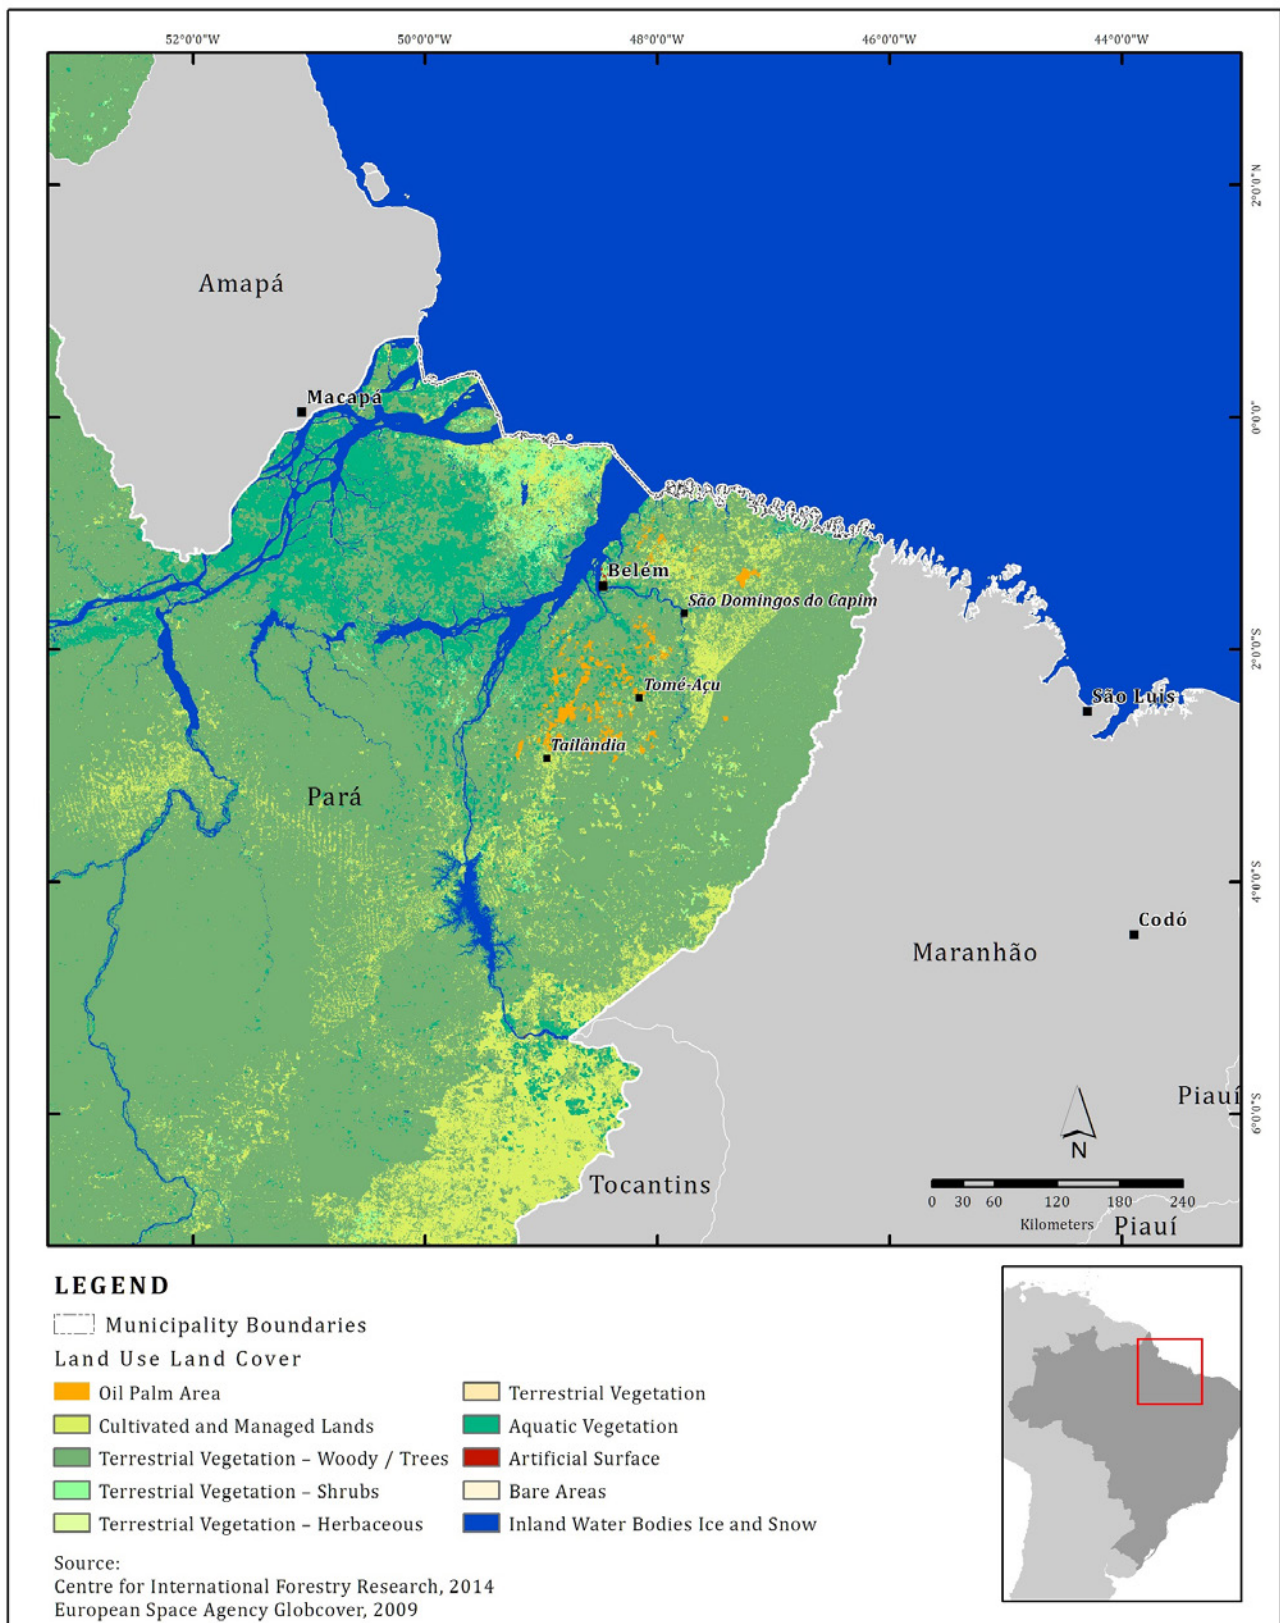 52°0'0"W 50°0'0"W 48°0'0"W 46°0'0"W 44°0'0"W
2°0'0"N
Amapá
Macapá
0°0'0"
Belém
São Domingos do Capim
2°0'0"S
Tomé-Açu
São Luis
Tailândia
Pará
4°0'0"S
Codó
Maranhão
Piauí
6°0'0"S
N
Tocantins
0 30 60 120 180 240
Kilometers
Piauí
LEGEND
Municipality Boundaries
Land Use Land Cover
Oil Palm Area
Cultivated and Managed Lands
Terrestrial Vegetation – Woody / Trees
Terrestrial Vegetation – Shrubs
Terrestrial Vegetation – Herbaceous
Terrestrial Vegetation
Aquatic Vegetation
Artificial Surface
Bare Areas
Inland Water Bodies Ice and Snow
Source:
Centre for International Forestry Research, 2014
European Space Agency Globcover, 2009